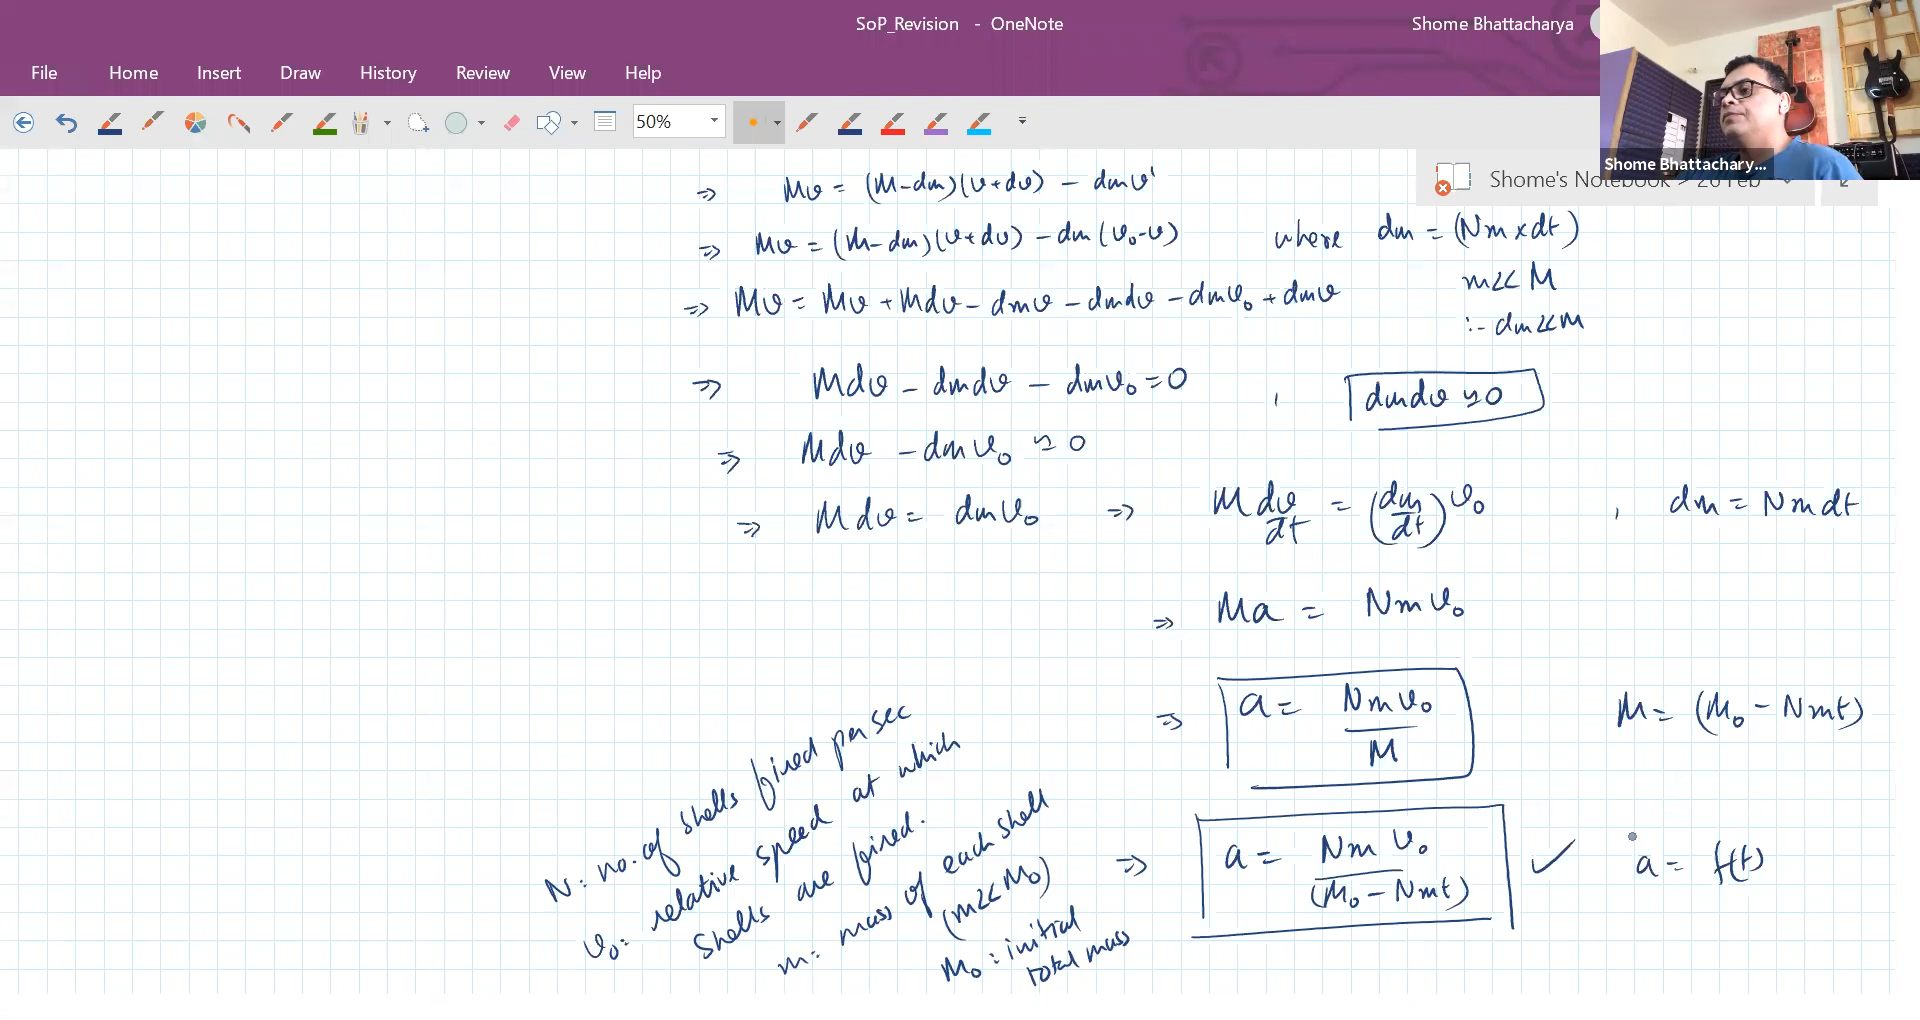 SoP_Revision - OneNote
Shome Bhattacharya
File Home Insert Draw History Review View Help
50%
Shome Bhattachary...
Shome's Notebook > 26 Feb
⇒ Mv = (M-dm)(v+dv) - dmv'
⇒ Mv = (M-dm)(v+dv) - dm(v₀-v) where dm = (Nm x dt)
⇒ Mv = Mv + Mdv - dmv - dmdv - dmv₀ + dmv m<<M
∴ dm<<M
⇒ Mdv - dmdv - dmv₀ = 0 , dmdv ≈ 0
⇒ Mdv - dmv₀ ≈ 0
⇒ Mdv = dmv₀ ⇒ M dv/dt = (dm/dt) v₀ , dm = Nmdt
⇒ Ma = Nmv₀
⇒ a = Nmv₀/M M = (M₀ - Nmt)
⇒ a = Nm v₀/(M₀ - Nmt) ✓ a = f(t)
N: no. of shells fired per sec
v₀: relative speed at which
shells are fired.
m: mass of each shell
(m<<M₀)
M₀: initial
total mass